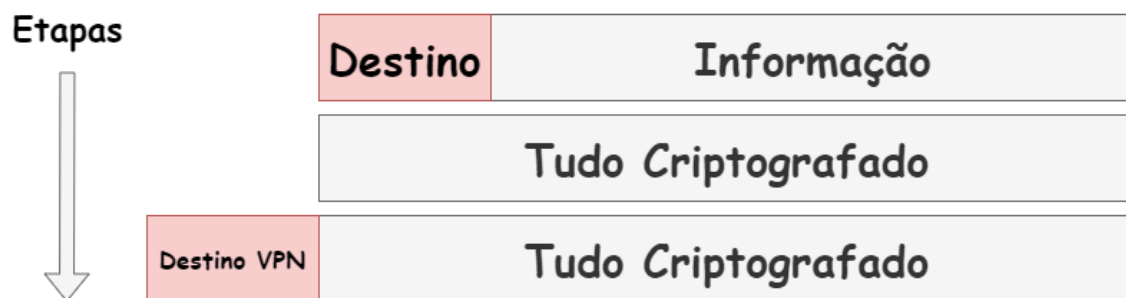 Etapas
Destino
Informação
Tudo Criptografado
Destino VPN
Tudo Criptografado